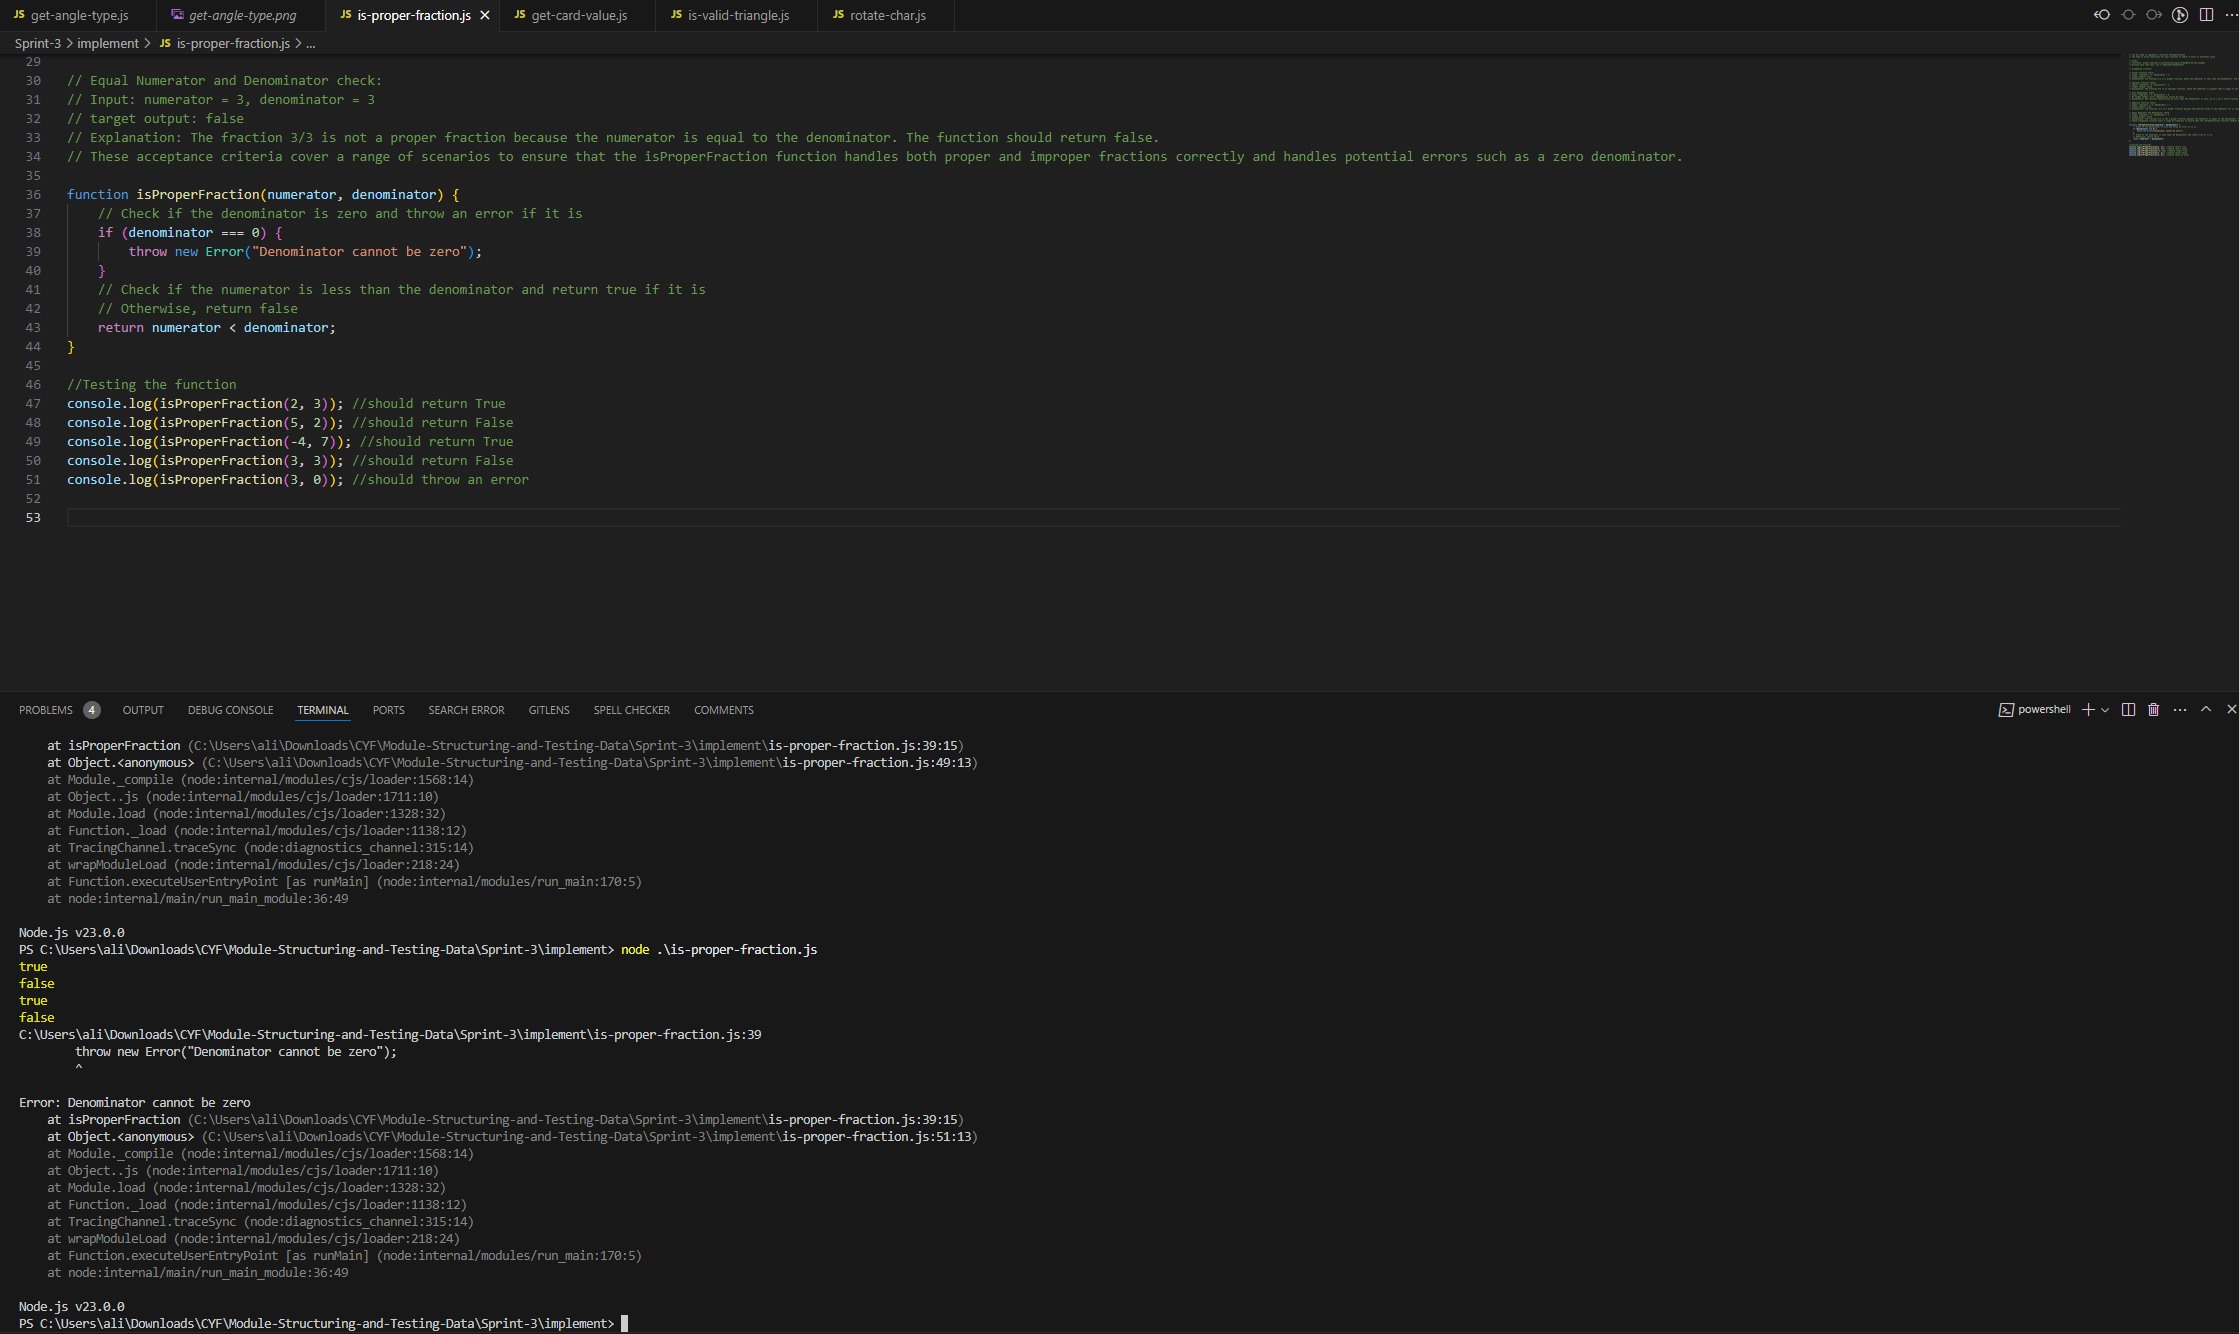 JS get-angle-type.js
get-angle-type.png
JS is-proper-fraction.js
JS get-card-value.js
JS is-valid-triangle.js
JS rotate-char.js
Sprint-3 > implement > JS is-proper-fraction.js > ...
29
30 // Equal Numerator and Denominator check:
31 // Input: numerator = 3, denominator = 3
32 // target output: false
33 // Explanation: The fraction 3/3 is not a proper fraction because the numerator is equal to the denominator. The function should return false.
34 // These acceptance criteria cover a range of scenarios to ensure that the isProperFraction function handles both proper and improper fractions correctly and handles potential errors such as a zero denominator.
35
36 function isProperFraction(numerator, denominator) {
37 // Check if the denominator is zero and throw an error if it is
38 if (denominator === 0) {
39 throw new Error("Denominator cannot be zero");
40 }
41 // Check if the numerator is less than the denominator and return true if it is
42 // Otherwise, return false
43 return numerator < denominator;
44 }
45
46 //Testing the function
47 console.log(isProperFraction(2, 3)); //should return True
48 console.log(isProperFraction(5, 2)); //should return False
49 console.log(isProperFraction(-4, 7)); //should return True
50 console.log(isProperFraction(3, 3)); //should return False
51 console.log(isProperFraction(3, 0)); //should throw an error
52
53
PROBLEMS 4 OUTPUT DEBUG CONSOLE TERMINAL PORTS SEARCH ERROR GITLENS SPELL CHECKER COMMENTS
powershell
at isProperFraction (C:\Users\ali\Downloads\CYF\Module-Structuring-and-Testing-Data\Sprint-3\implement\is-proper-fraction.js:39:15)
at Object.<anonymous> (C:\Users\ali\Downloads\CYF\Module-Structuring-and-Testing-Data\Sprint-3\implement\is-proper-fraction.js:49:13)
at Module._compile (node:internal/modules/cjs/loader:1568:14)
at Object..js (node:internal/modules/cjs/loader:1711:10)
at Module.load (node:internal/modules/cjs/loader:1328:32)
at Function._load (node:internal/modules/cjs/loader:1138:12)
at TracingChannel.traceSync (node:diagnostics_channel:315:14)
at wrapModuleLoad (node:internal/modules/cjs/loader:218:24)
at Function.executeUserEntryPoint [as runMain] (node:internal/modules/run_main:170:5)
at node:internal/main/run_main_module:36:49
Node.js v23.0.0
PS C:\Users\ali\Downloads\CYF\Module-Structuring-and-Testing-Data\Sprint-3\implement> node .\is-proper-fraction.js
true
false
true
false
C:\Users\ali\Downloads\CYF\Module-Structuring-and-Testing-Data\Sprint-3\implement\is-proper-fraction.js:39
throw new Error("Denominator cannot be zero");
^
Error: Denominator cannot be zero
at isProperFraction (C:\Users\ali\Downloads\CYF\Module-Structuring-and-Testing-Data\Sprint-3\implement\is-proper-fraction.js:39:15)
at Object.<anonymous> (C:\Users\ali\Downloads\CYF\Module-Structuring-and-Testing-Data\Sprint-3\implement\is-proper-fraction.js:51:13)
at Module._compile (node:internal/modules/cjs/loader:1568:14)
at Object..js (node:internal/modules/cjs/loader:1711:10)
at Module.load (node:internal/modules/cjs/loader:1328:32)
at Function._load (node:internal/modules/cjs/loader:1138:12)
at TracingChannel.traceSync (node:diagnostics_channel:315:14)
at wrapModuleLoad (node:internal/modules/cjs/loader:218:24)
at Function.executeUserEntryPoint [as runMain] (node:internal/modules/run_main:170:5)
at node:internal/main/run_main_module:36:49
Node.js v23.0.0
PS C:\Users\ali\Downloads\CYF\Module-Structuring-and-Testing-Data\Sprint-3\implement>